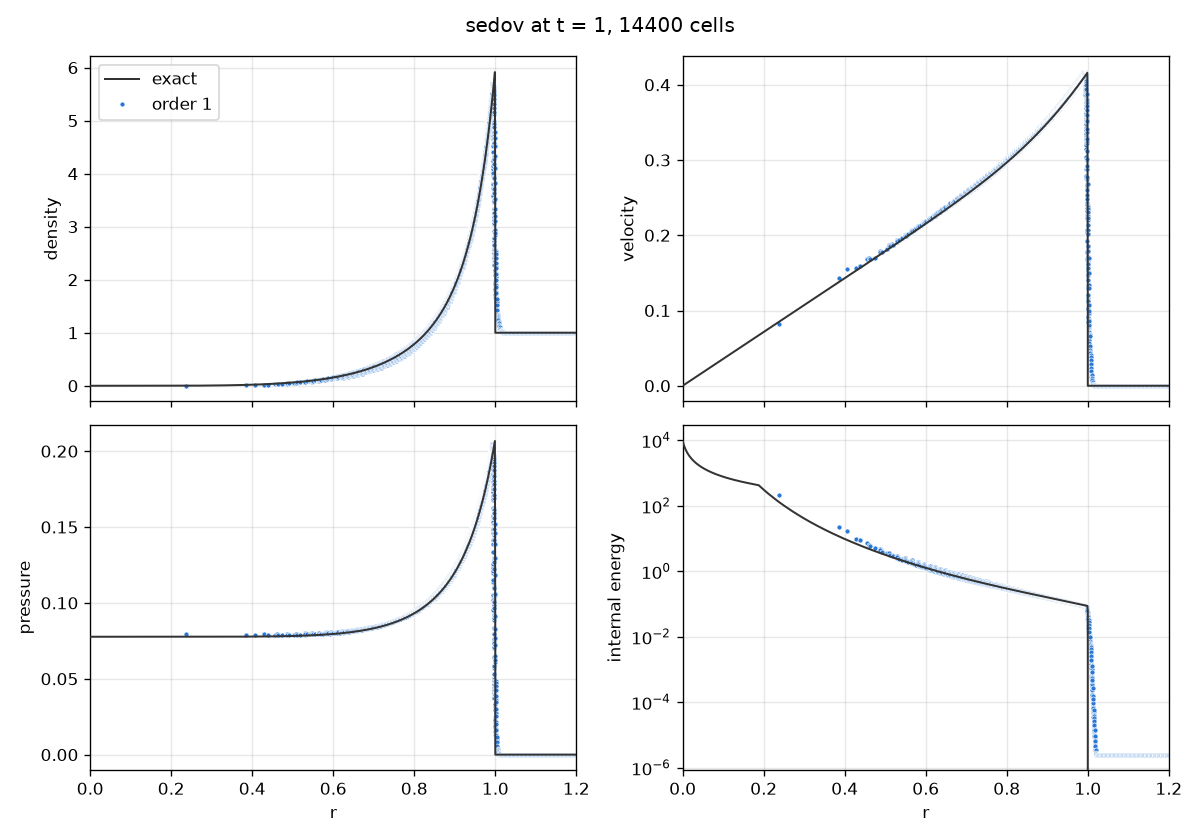 sedov at t = 1, 14400 cells
6
5
4
3
2
1
0
density
exact
order 1
0.4
0.3
0.2
0.1
0.0
velocity
0.20
0.15
0.10
0.05
0.00
pressure
0.0 0.2 0.4 0.6 0.8 1.0 1.2
r
10^4
10^2
10^0
10^−2
10^−4
10^−6
internal energy
0.0 0.2 0.4 0.6 0.8 1.0 1.2
r